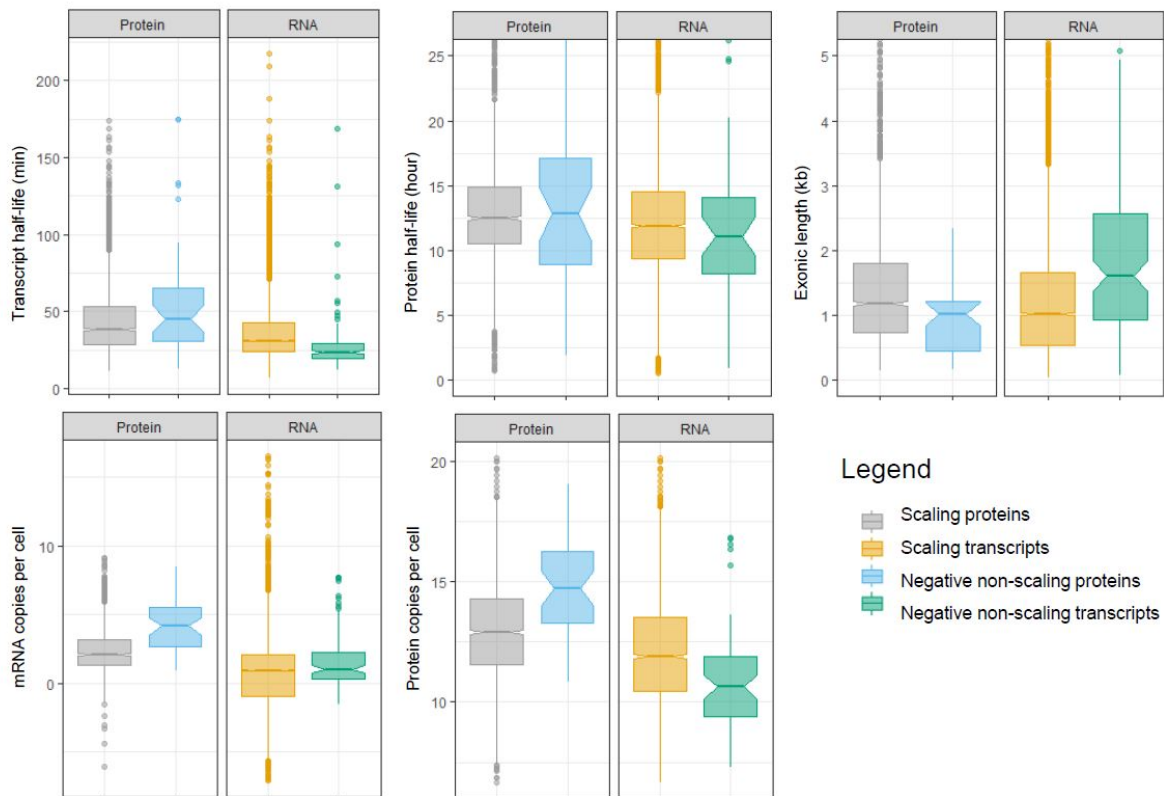 Protein
RNA
Transcript half-life (min)
200
150
100
50
0
Protein
RNA
Protein half-life (hour)
25
20
15
10
5
0
Protein
RNA
Exonic length (kb)
5
4
3
2
1
0
Protein
RNA
mRNA copies per cell
10
0
Protein
RNA
Protein copies per cell
20
15
10
Legend
Scaling proteins
Scaling transcripts
Negative non-scaling proteins
Negative non-scaling transcripts